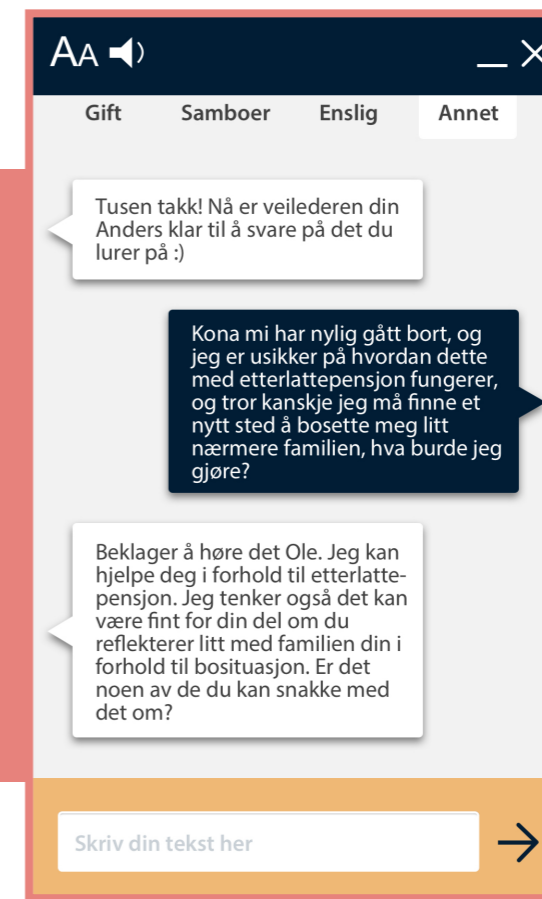 AA
Gift Samboer Enslig Annet
Tusen takk! Nå er veilederen din
Anders klar til å svare på det du
lurer på :)
Kona mi har nylig gått bort, og
jeg er usikker på hvordan dette
med etterlattepensjon fungerer,
og tror kanskje jeg må finne et
nytt sted å bosette meg litt
nærmere familien, hva burde jeg
gjøre?
Beklager å høre det Ole. Jeg kan
hjelpe deg i forhold til etterlatte-
pensjon. Jeg tenker også det kan
være fint for din del om du
reflekterer litt med familien din i
forhold til bosituasjon. Er det
noen av de du kan snakke med
det om?
Skriv din tekst her